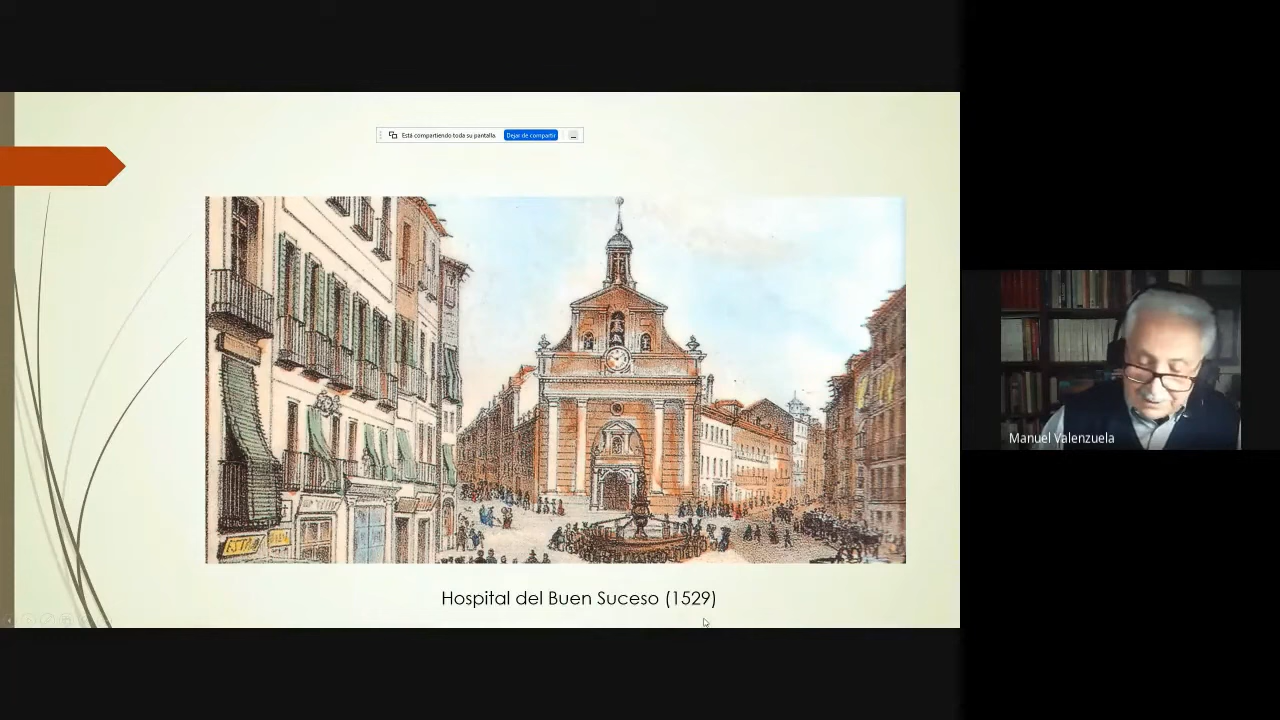 Está compartiendo toda su pantalla.
Dejar de compartir
Hospital del Buen Suceso (1529)
Manuel Valenzuela